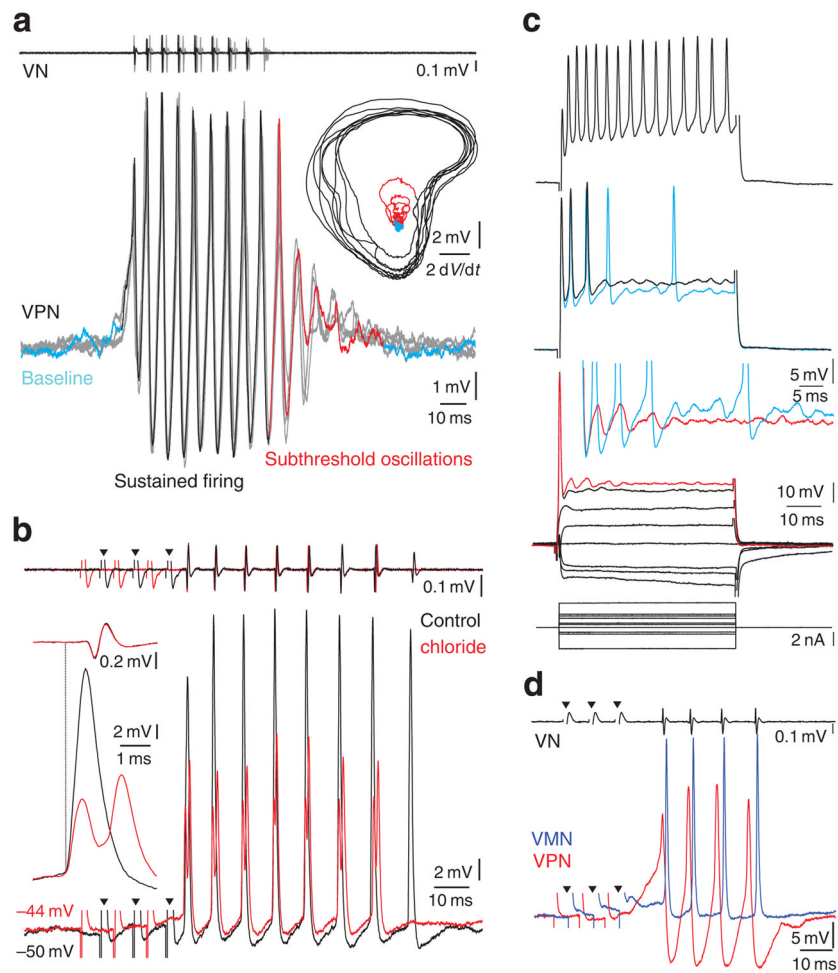 a
VN
0.1 mV
2 mV
2 dV/dt
VPN
Baseline
1 mV
10 ms
Subthreshold oscillations
Sustained firing
b
0.1 mV
Control
chloride
0.2 mV
2 mV
1 ms
2 mV
10 ms
–44 mV
–50 mV
c
5 mV
5 ms
10 mV
10 ms
2 nA
d
VN
0.1 mV
VMN
VPN
5 mV
10 ms